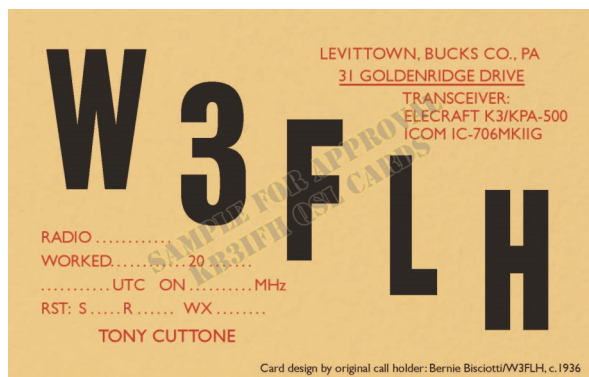 W3FLH
LEVITTOWN, BUCKS CO., PA
31 GOLDENRIDGE DRIVE
TRANSCEIVER:
ELECRAFT K3/KPA-500
ICOM IC-706MKIIG
SAMPLE FOR APPROVAL
KB3IFH QSL CARDS
RADIO ............
WORKED............20 .......
...........UTC ON ..........MHz
RST: S ..... R ...... WX ........
TONY CUTTONE
Card design by original call holder: Bernie Bisciotti/W3FLH, c.1936